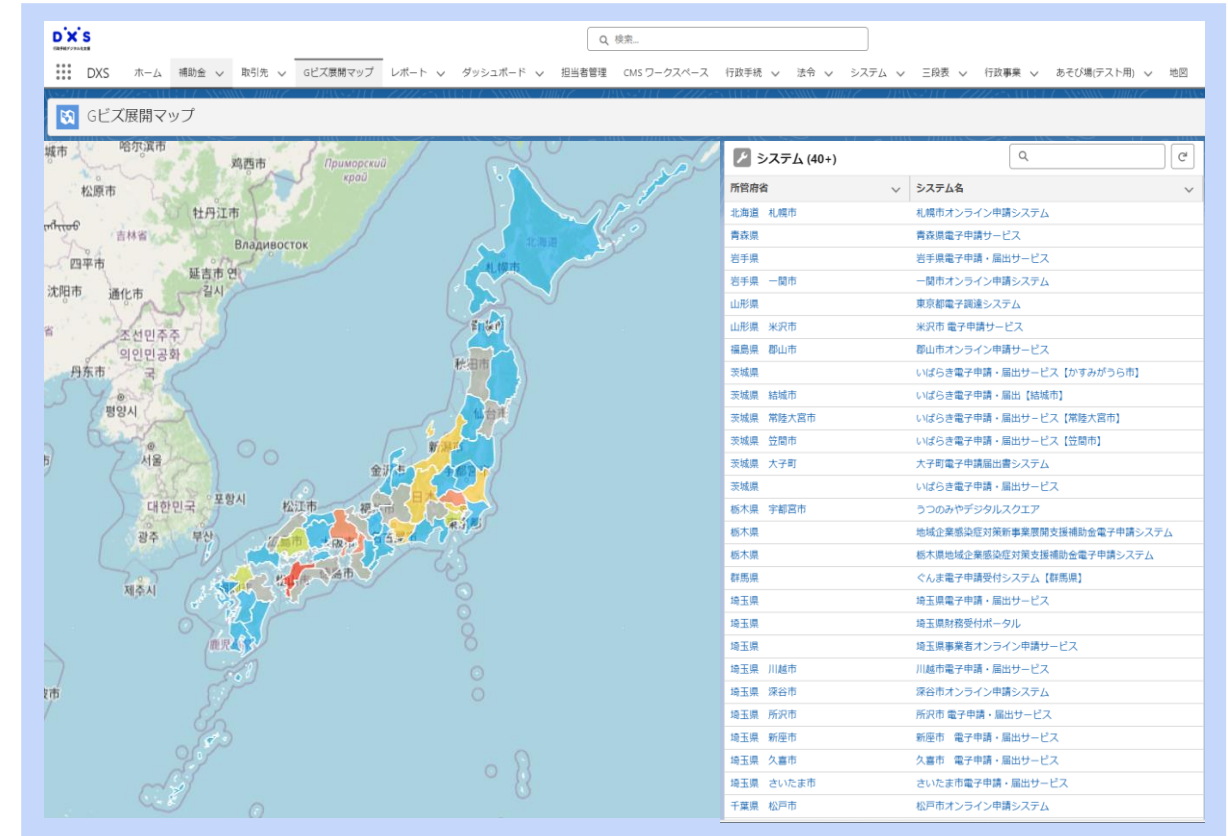 DXS
検索...
DXS ホーム 補助金 取引先 Gビズ展開マップ レポート ダッシュボード 担当者管理 CMS ワークスペース 行政手続 法令 システム 三段表 行政事業 あそび場(テスト用) 地図
Gビズ展開マップ
城市
哈尔滨市
鸡西市
Приморский
край
松原市
牡丹江市
吉林省
Владивосток
四平市
延吉市 연
길시
沈阳市
通化市
조선민주주
의인민공화
국
丹东市
평양시
서울
대한민국
포항시
광주
부산
제주시
北海道
札幌市
秋田市
仙台市
新潟市
金沢市
日本
松江市
大阪市
鹿児
システム (40+)
所管府省 システム名
北海道 札幌市 札幌市オンライン申請システム
青森県 青森県電子申請サービス
岩手県 岩手県電子申請・届出サービス
岩手県 一関市 一関市オンライン申請システム
山形県 東京都電子調達システム
山形県 米沢市 米沢市 電子申請サービス
福島県 郡山市 郡山市オンライン申請サービス
茨城県 いばらき電子申請・届出サービス【かすみがうら市】
茨城県 結城市 いばらき電子申請・届出【結城市】
茨城県 常陸大宮市 いばらき電子申請・届出サービス【常陸大宮市】
茨城県 笠間市 いばらき電子申請・届出サービス【笠間市】
茨城県 大子町 大子町電子申請届出書システム
茨城県 いばらき電子申請・届出サービス
栃木県 宇都宮市 うつのみやデジタルスクエア
栃木県 地域企業感染症対策新事業展開支援補助金電子申請システム
栃木県 栃木県地域企業感染症対策支援補助金電子申請システム
群馬県 ぐんま電子申請受付システム【群馬県】
埼玉県 埼玉県電子申請・届出サービス
埼玉県 埼玉県財務受付ポータル
埼玉県 埼玉県事業者オンライン申請サービス
埼玉県 川越市 川越市電子申請・届出サービス
埼玉県 深谷市 深谷市オンライン申請システム
埼玉県 所沢市 所沢市 電子申請・届出サービス
埼玉県 新座市 新座市 電子申請・届出サービス
埼玉県 久喜市 久喜市 電子申請・届出サービス
埼玉県 さいたま市 さいたま市電子申請・届出サービス
千葉県 松戸市 松戸市オンライン申請システム